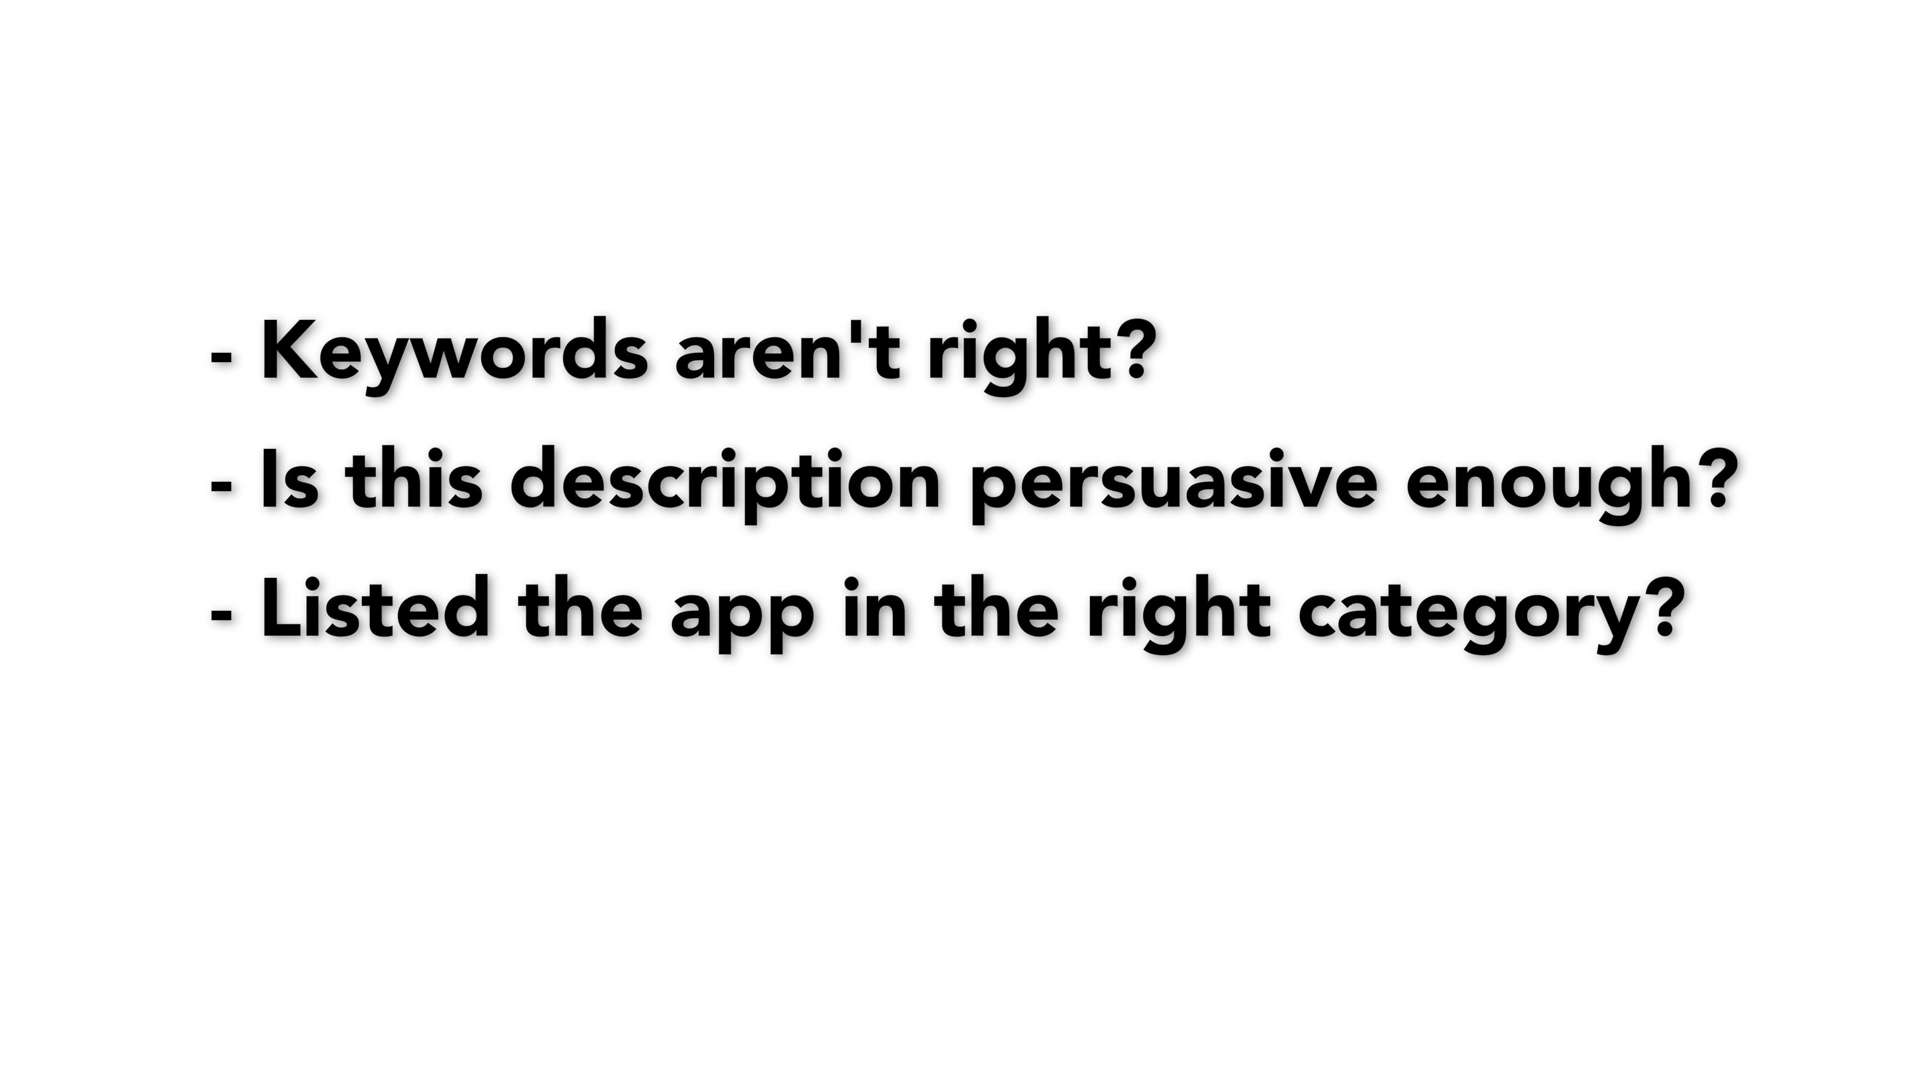 - Keywords aren't right?
- Is this description persuasive enough?
- Listed the app in the right category?